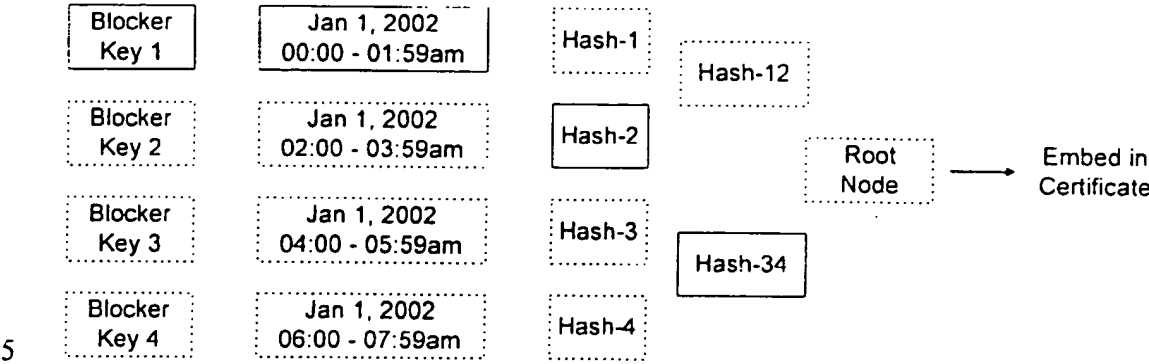 Blocker
Key 1
Jan 1, 2002
00:00 - 01:59am
Hash-1
Hash-12
Blocker
Key 2
Jan 1, 2002
02:00 - 03:59am
Hash-2
Root
Node
Embed in
Certificate
Blocker
Key 3
Jan 1, 2002
04:00 - 05:59am
Hash-3
Hash-34
Blocker
Key 4
Jan 1, 2002
06:00 - 07:59am
Hash-4
5